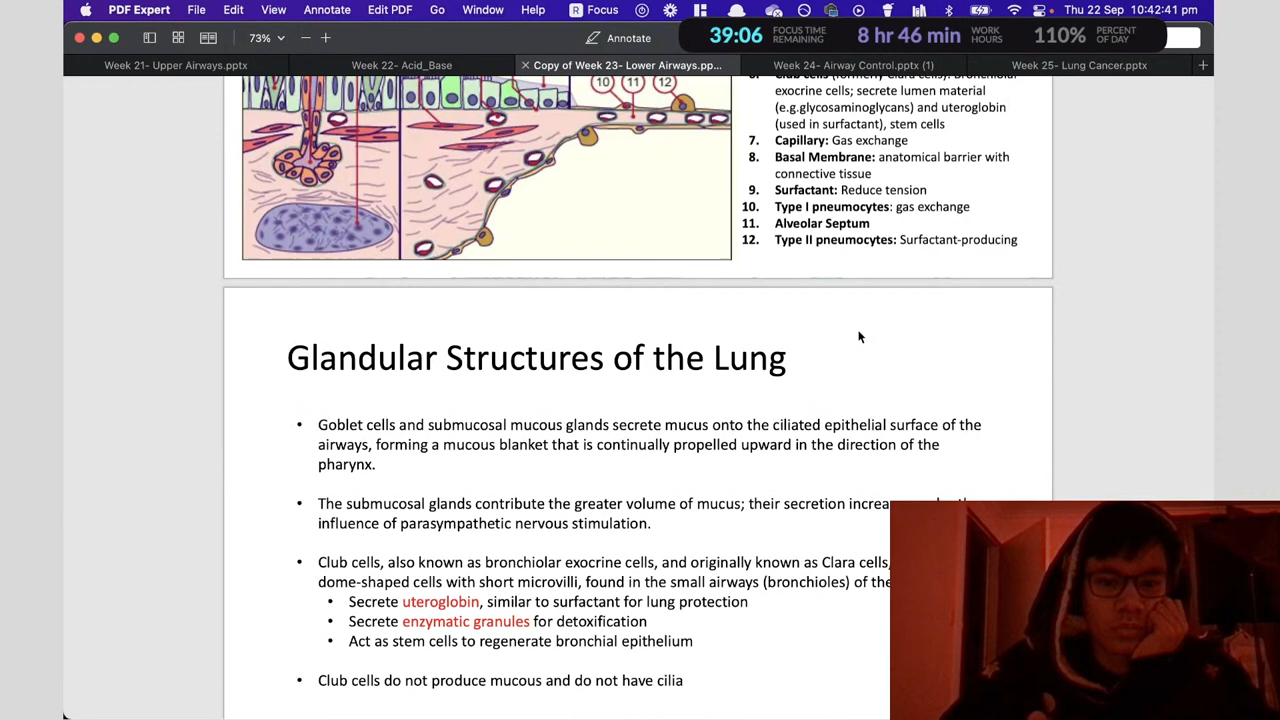 PDF Expert File Edit View Annotate Edit PDF Go Window Help Focus Thu 22 Sep 10:42:41 pm
73% Annotate 39:06 FOCUS TIME REMAINING 8 hr 46 min WORK HOURS 110% PERCENT OF DAY
Week 21- Upper Airways.pptx Week 22- Acid_Base Copy of Week 23- Lower Airways.pp... Week 24- Airway Control.pptx (1) Week 25- Lung Cancer.pptx
10 11 12
6. Club cells (formerly Clara cells): Bronchiolar
exocrine cells; secrete lumen material
(e.g.glycosaminoglycans) and uteroglobin
(used in surfactant), stem cells
7. Capillary: Gas exchange
8. Basal Membrane: anatomical barrier with
connective tissue
9. Surfactant: Reduce tension
10. Type I pneumocytes: gas exchange
11. Alveolar Septum
12. Type II pneumocytes: Surfactant-producing
Glandular Structures of the Lung
• Goblet cells and submucosal mucous glands secrete mucus onto the ciliated epithelial surface of the
airways, forming a mucous blanket that is continually propelled upward in the direction of the
pharynx.
• The submucosal glands contribute the greater volume of mucus; their secretion
influence of parasympathetic nervous stimulation.
• Club cells, also known as bronchiolar exocrine cells, and originally known as Clara cells,
dome-shaped cells with short microvilli, found in the small airways (bronchioles) of the
• Secrete uteroglobin, similar to surfactant for lung protection
• Secrete enzymatic granules for detoxification
• Act as stem cells to regenerate bronchial epithelium
• Club cells do not produce mucous and do not have cilia